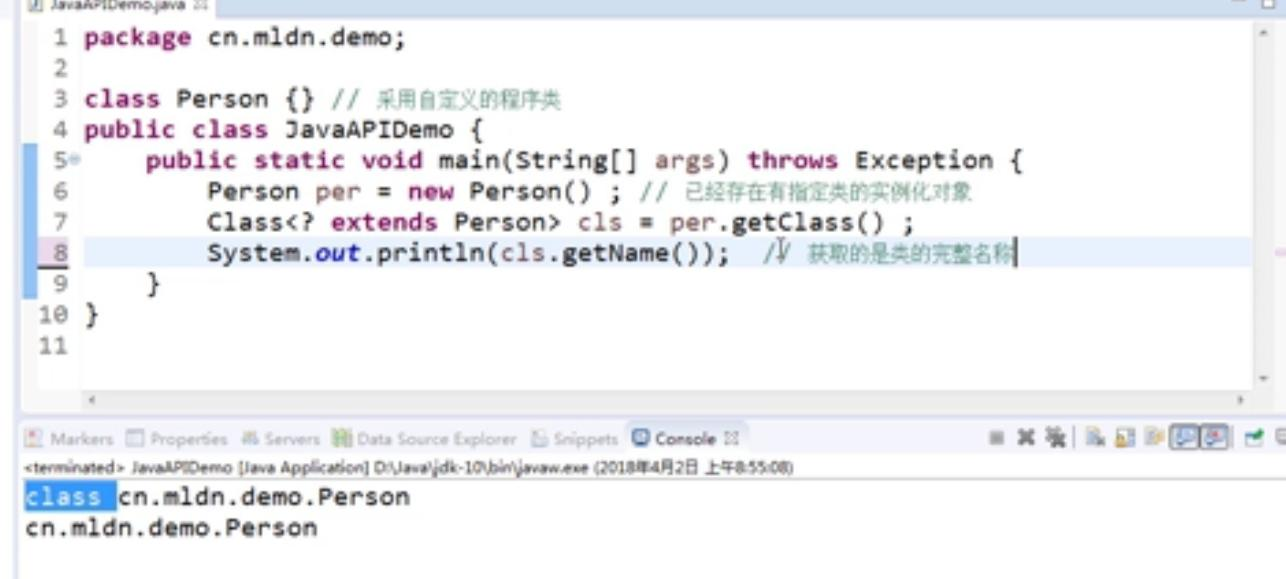 JavaAPIDemo.java
1 package cn.mldn.demo;
2
3 class Person {} // 采用自定义的程序类
4 public class JavaAPIDemo {
5 public static void main(String[] args) throws Exception {
6 Person per = new Person() ; // 已经存在有指定类的实例化对象
7 Class<? extends Person> cls = per.getClass() ;
8 System.out.println(cls.getName()); // 获取的是类的完整名称
9 }
10 }
11
Markers Properties Servers Data Source Explorer Snippets Console
<terminated> JavaAPIDemo [Java Application] D:\Java\jdk-10\bin\javaw.exe (2018年4月2日 上午8:55:08)
class cn.mldn.demo.Person
cn.mldn.demo.Person